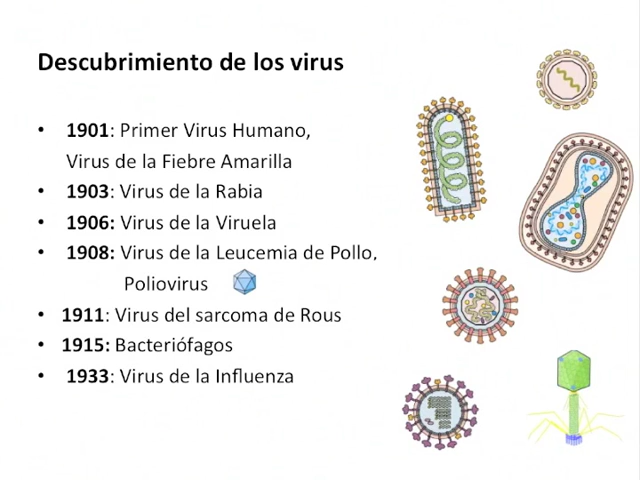 Descubrimiento de los virus
• 1901: Primer Virus Humano,
Virus de la Fiebre Amarilla
• 1903: Virus de la Rabia
• 1906: Virus de la Viruela
• 1908: Virus de la Leucemia de Pollo,
Poliovirus
• 1911: Virus del sarcoma de Rous
• 1915: Bacteriófagos
• 1933: Virus de la Influenza